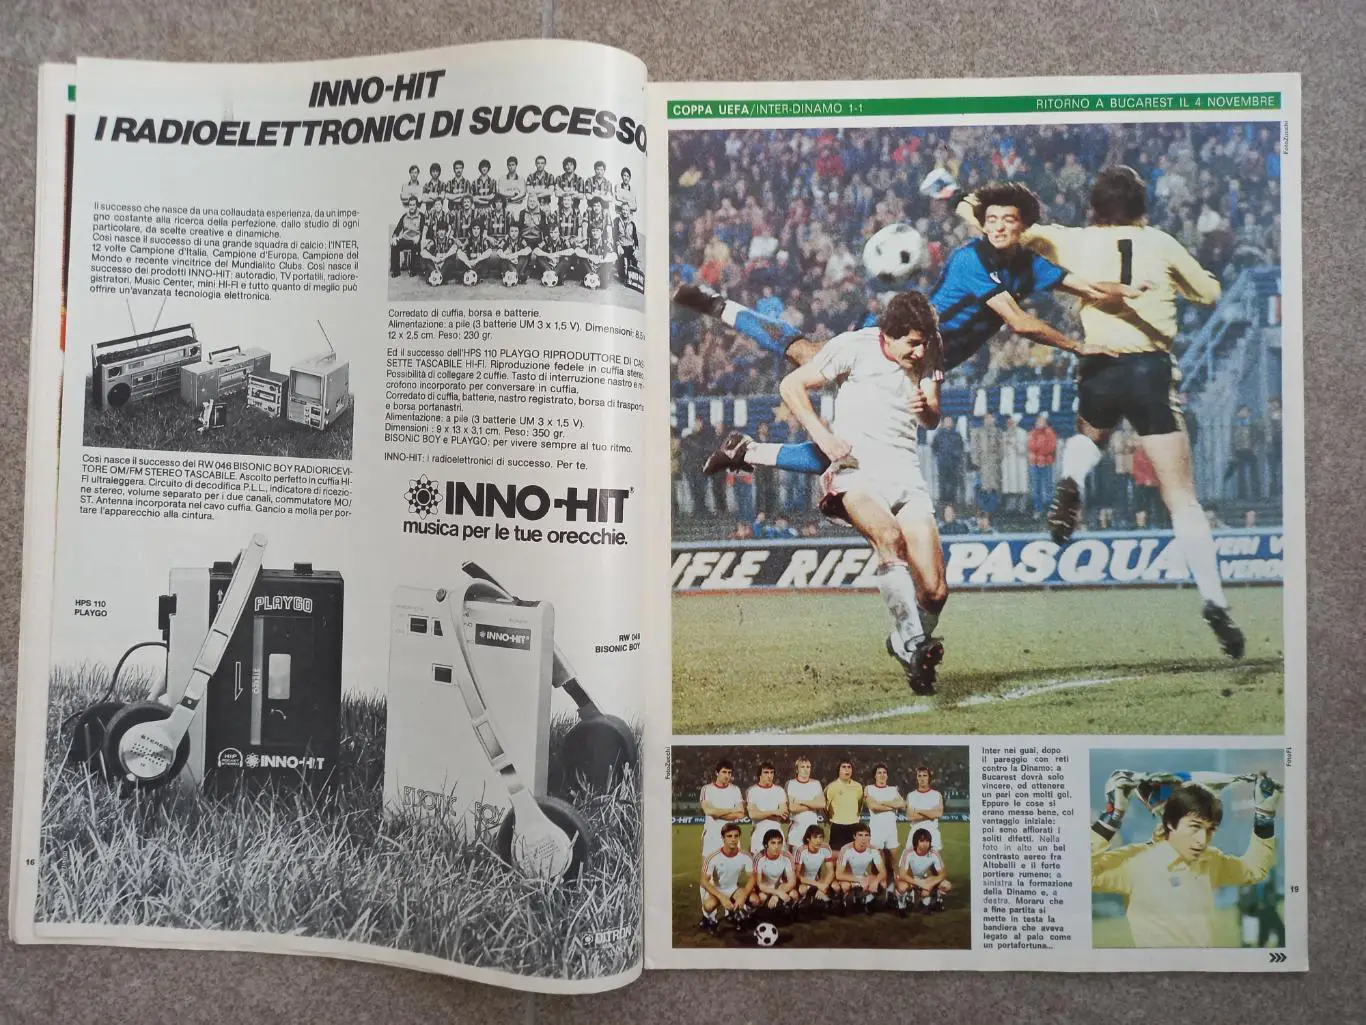 INNO-HIT
I RADIOELETTRONICI DI SUCCESSO.
Il successo che nasce da una collaudata esperienza, da un impe-
gno costante alla ricerca della perfezione, dallo studio di ogni
particolare, da scelte creative e dinamiche.
Così nasce il successo di una grande squadra di calcio: l'INTER,
12 volte Campione d'Italia, Campione d'Europa, Campione del
Mondo e recente vincitrice del Mundialito Clubs. Così nasce il
successo dei prodotti INNO-HIT: autoradio, TV portatili, radiore-
gistratori, Music Center, mini HI-FI e tutto quanto di meglio può
offrire un'avanzata tecnologia elettronica.
Così nasce il successo del RW 046 BISONIC BOY RADIORICEVI-
TORE OM/FM STEREO TASCABILE. Ascolto perfetto in cuffia HI-
FI ultraleggera. Circuito di decodifica P.L.L., indicatore di ricezio-
ne stereo, volume separato per i due canali, commutatore MO/
ST. Antenna incorporata nel cavo cuffia. Gancio a molla per por-
tare l'apparecchio alla cintura.
Corredato di cuffia, borsa e batterie.
Alimentazione: a pile (3 batterie UM 3 x 1,5 V). Dimensioni: 8,5
12 x 2,5 cm. Peso: 230 gr.
Ed il successo dell'HPS 110 PLAYGO RIPRODUTTORE DI CAS-
SETTE TASCABILE HI-FI. Riproduzione fedele in cuffia stereo.
Possibilità di collegare 2 cuffie. Tasto di interruzione nastro e mi-
crofono incorporato per conversare in cuffia.
Corredato di cuffia, batterie, nastro registrato, borsa di trasporto
e borsa portanastri.
Alimentazione: a pile (3 batterie UM 3 x 1,5 V).
Dimensioni: 9 x 13 x 3,1 cm. Peso: 350 gr.
BISONIC BOY e PLAYGO: per vivere sempre al tuo ritmo.
INNO-HIT: i radioelettronici di successo. Per te.
INNO-HIT®
musica per le tue orecchie.
HPS 110
PLAYGO
PLAYGO
STEREO
HIP
INNO-HIT
INNO-HIT
RW 046
BISONIC BOY
BISONIC BOY
DITRON
16
COPPA UEFA/INTER-DINAMO 1-1
RITORNO A BUCAREST IL 4 NOVEMBRE
FotoZucchi
1
RIFLE RIFLE
PASQUA
VERONA
FotoZucchi
INNO-HIT
Inter nei guai, dopo
il pareggio con reti
contro la Dinamo: a
Bucarest dovrà solo
vincere, od ottenere
un pari con molti gol.
Eppure le cose si
erano messe bene, col
vantaggio iniziale:
poi sono affiorati i
soliti difetti. Nella
foto in alto un bel
contrasto aereo fra
Altobelli e il forte
portiere rumeno; a
sinistra la formazione
della Dinamo e, a
destra, Moraru che
a fine partita si
mette in testa la
bandiera che aveva
legato al palo come
un portafortuna...
FotoFL
19